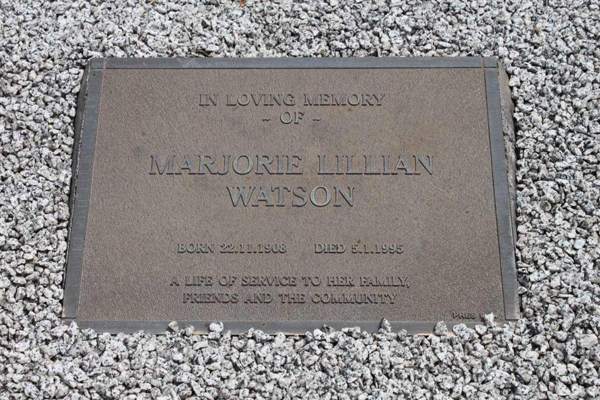 IN LOVING MEMORY
~ OF ~
MARJORIE LILLIAN
WATSON
BORN 22.11.1908 DIED 5.1.1995
A LIFE OF SERVICE TO HER FAMILY,
FRIENDS AND THE COMMUNITY